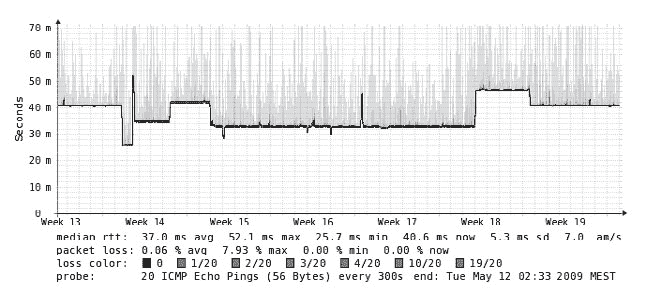 70 m
60 m
50 m
40 m
30 m
20 m
10 m
0
Seconds
Week 13 Week 14 Week 15 Week 16 Week 17 Week 18 Week 19
median rtt: 37.0 ms avg 52.1 ms max 25.7 ms min 40.6 ms now 5.3 ms sd 7.0 am/s
packet loss: 0.06 % avg 7.93 % max 0.00 % min 0.00 % now
loss color: 0 1/20 2/20 3/20 4/20 10/20 19/20
probe: 20 ICMP Echo Pings (56 Bytes) every 300s end: Tue May 12 02:33 2009 MEST